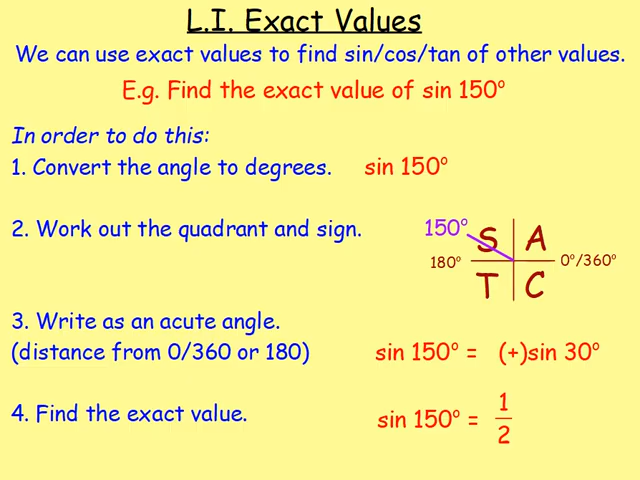 L.I. Exact Values
We can use exact values to find sin/cos/tan of other values.
E.g. Find the exact value of sin 150°
In order to do this:
1. Convert the angle to degrees. sin 150°
2. Work out the quadrant and sign.
150°
S A
180° 0°/360°
T C
3. Write as an acute angle.
(distance from 0/360 or 180) sin 150° = (+)sin 30°
4. Find the exact value. sin 150° = 1/2